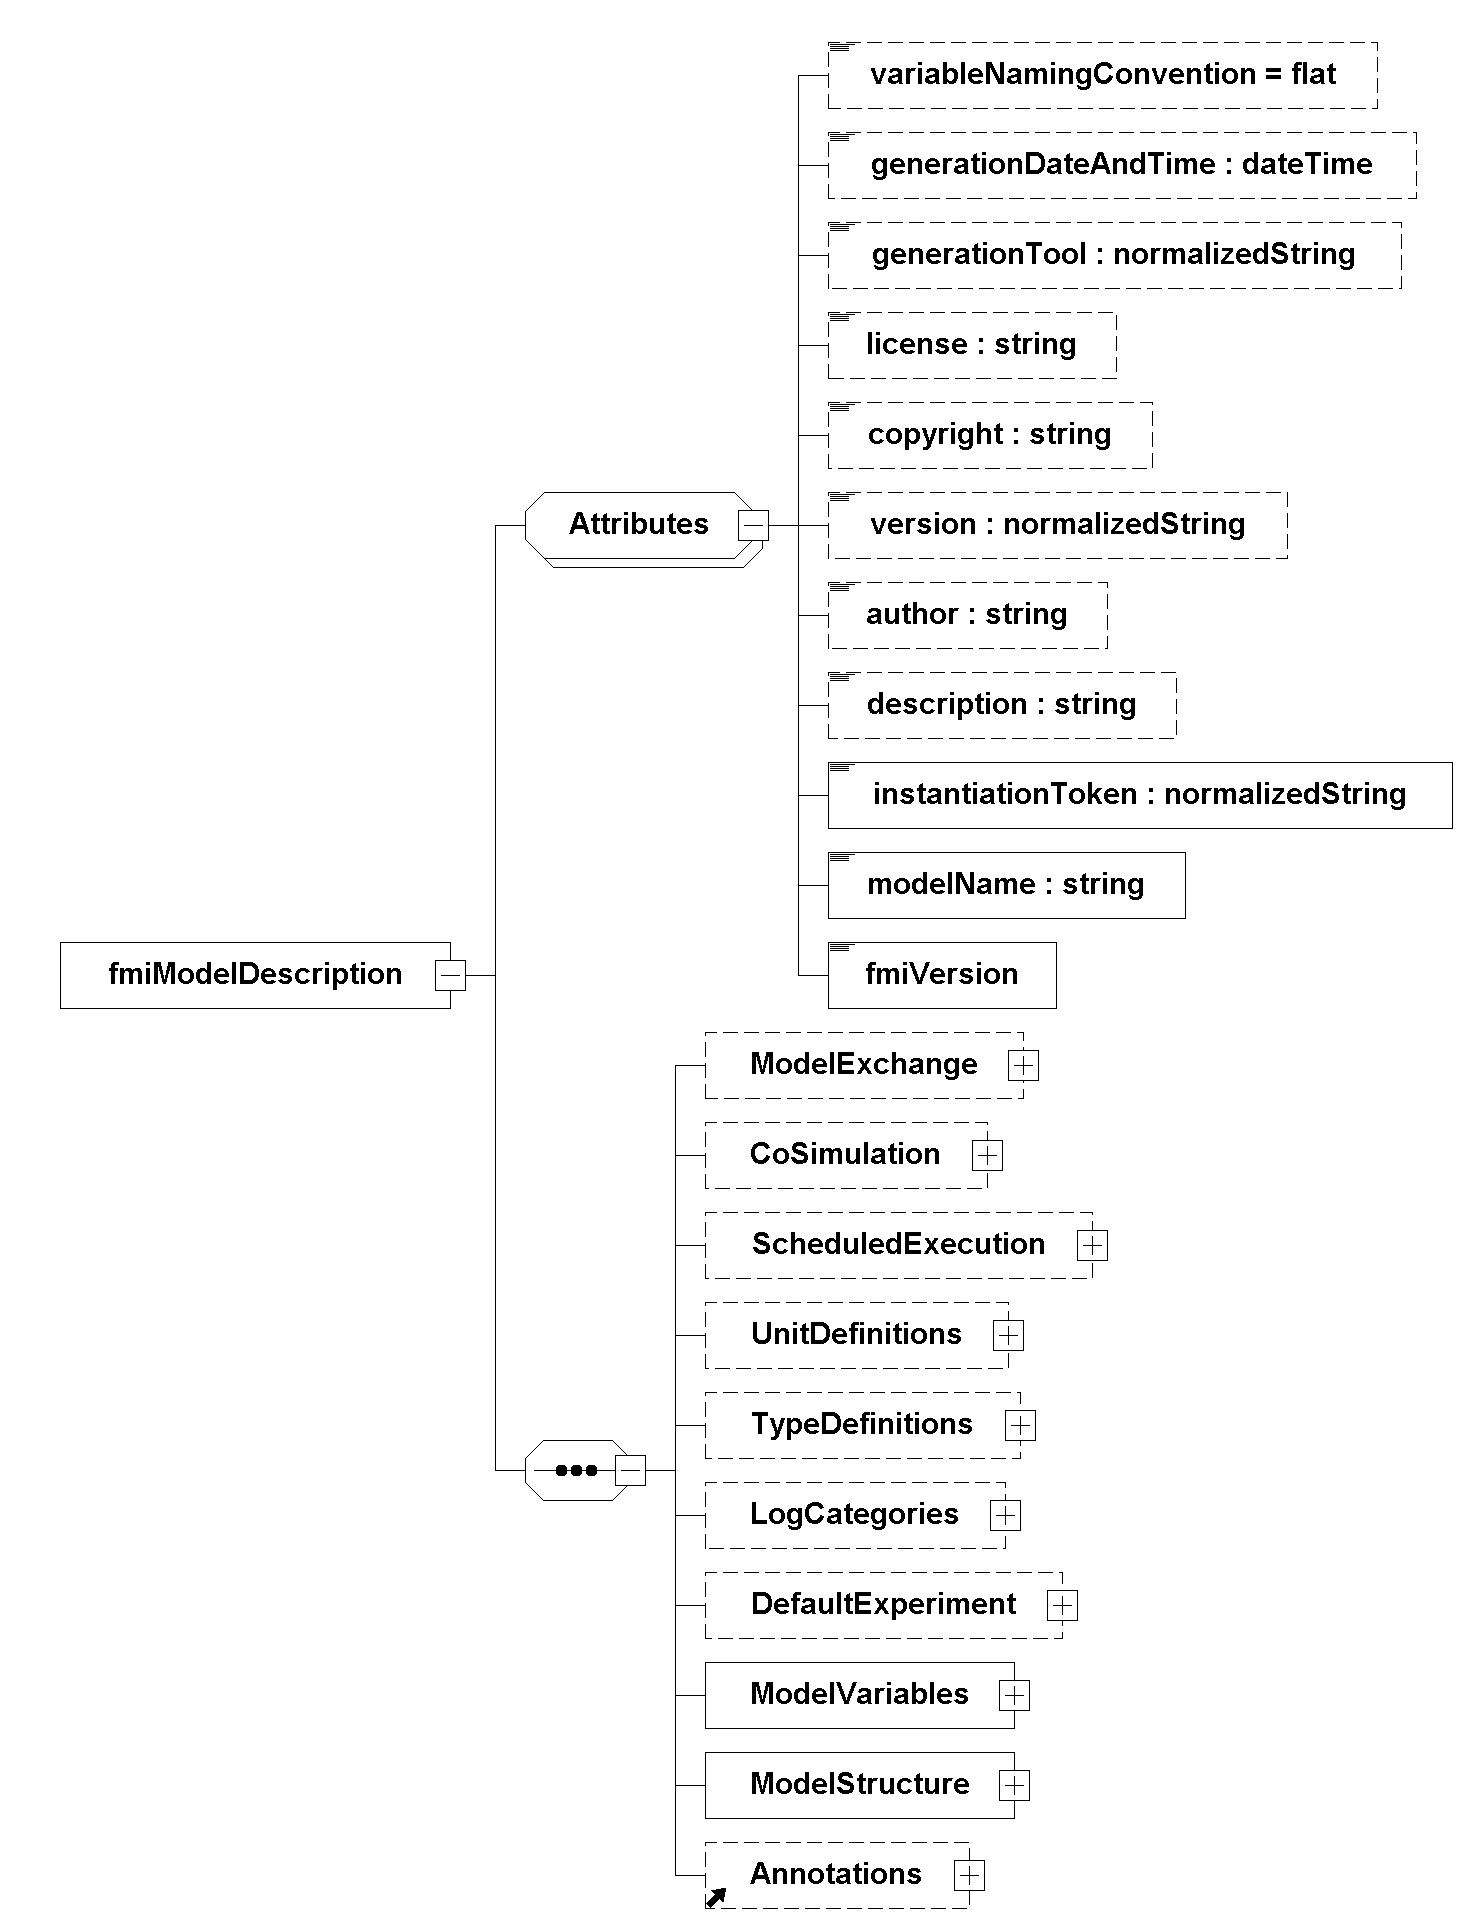 variableNamingConvention = flat
generationDateAndTime : dateTime
generationTool : normalizedString
license : string
copyright : string
Attributes
version : normalizedString
author : string
description : string
instantiationToken : normalizedString
modelName : string
fmiModelDescription
fmiVersion
ModelExchange
CoSimulation
ScheduledExecution
UnitDefinitions
TypeDefinitions
LogCategories
DefaultExperiment
ModelVariables
ModelStructure
Annotations